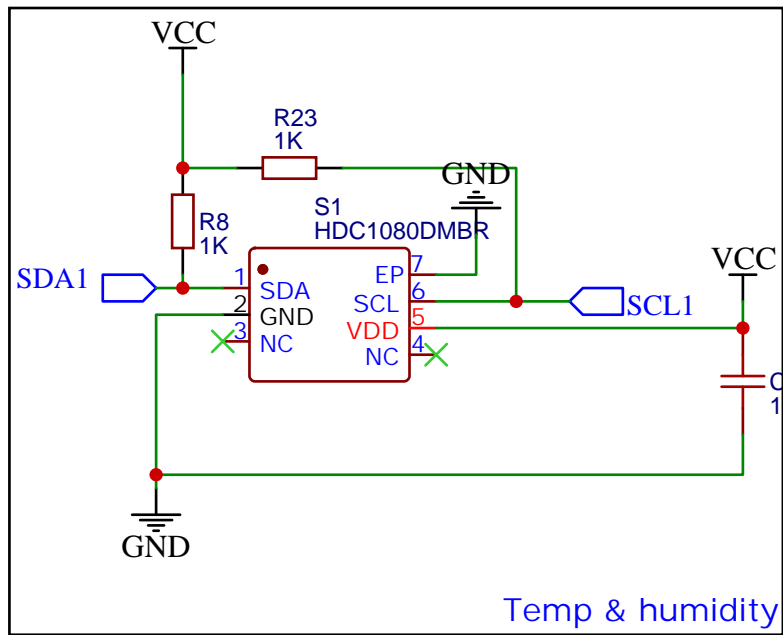 VCC
R23
1K
GND
R8
1K
S1
HDC1080DMBR
SDA1
1
SDA
2
GND
3
NC
7
EP
6
SCL
5
VDD
4
NC
SCL1
VCC
GND
Temp & humidity